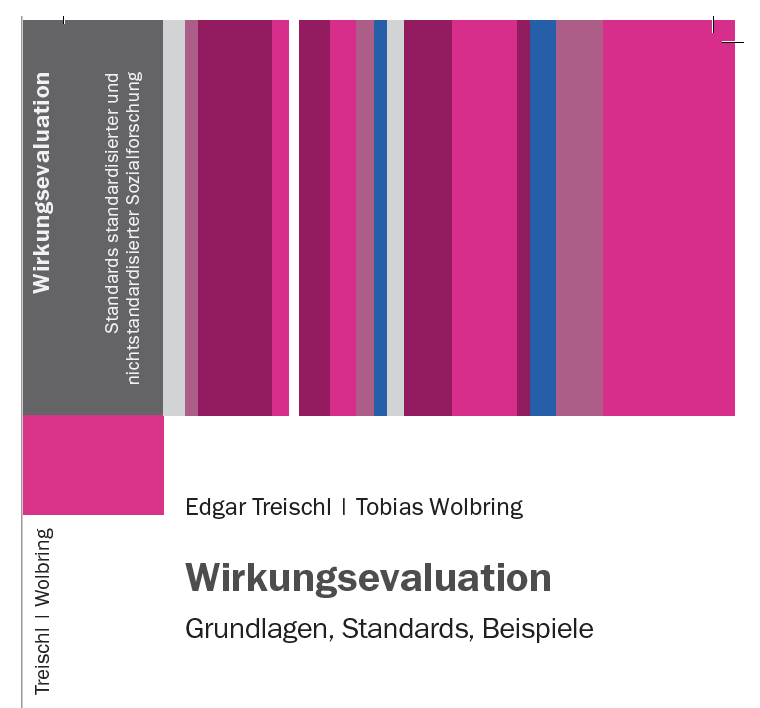 Wirkungsevaluation
Standards standardisierter und
nichtstandardisierter Sozialforschung
Treischl | Wolbring
Edgar Treischl | Tobias Wolbring
Wirkungsevaluation
Grundlagen, Standards, Beispiele